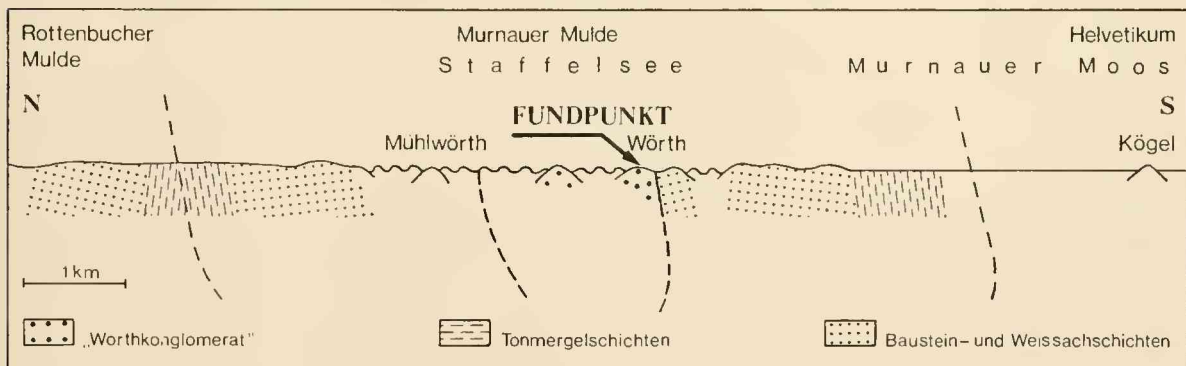 Rottenbucher Mulde
Murnauer Mulde
Staffelsee
Helvetikum
Murnauer Moos
N
S
FUNDPUNKT
Mühlwörth
Wörth
Kögel
1 km
„Worthkonglomerat"
Tonmergelschichten
Baustein- und Weissachschichten